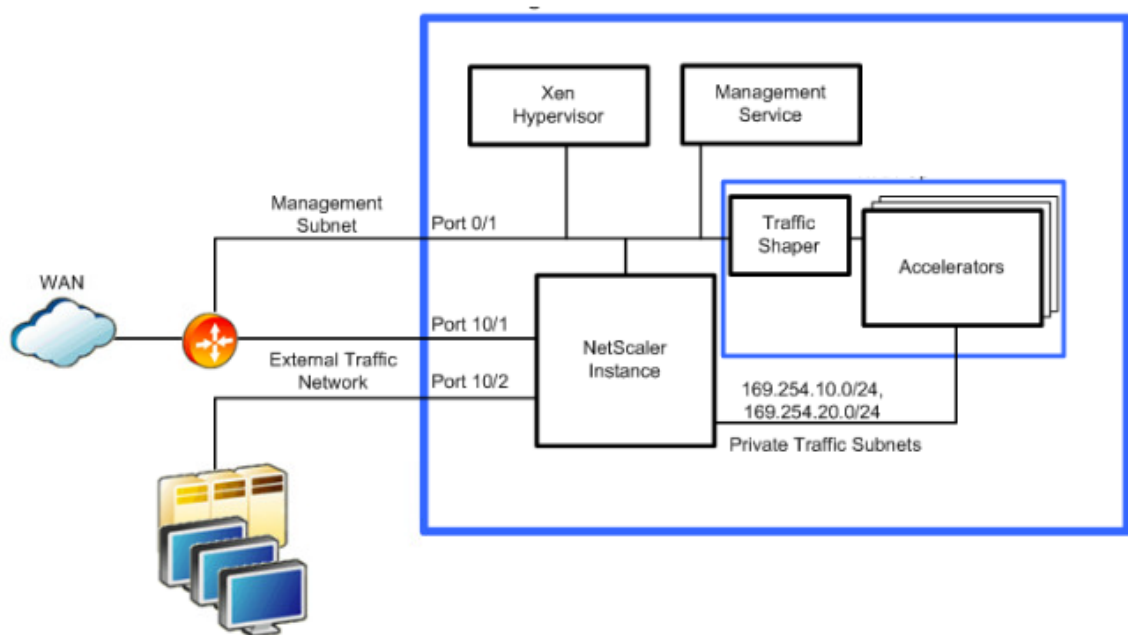 Xen
Hypervisor
Management
Service
Management
Subnet
Port 0/1
Traffic
Shaper
Accelerators
WAN
Port 10/1
NetScaler
Instance
External Traffic
Network
Port 10/2
169.254.10.0/24,
169.254.20.0/24
Private Traffic Subnets